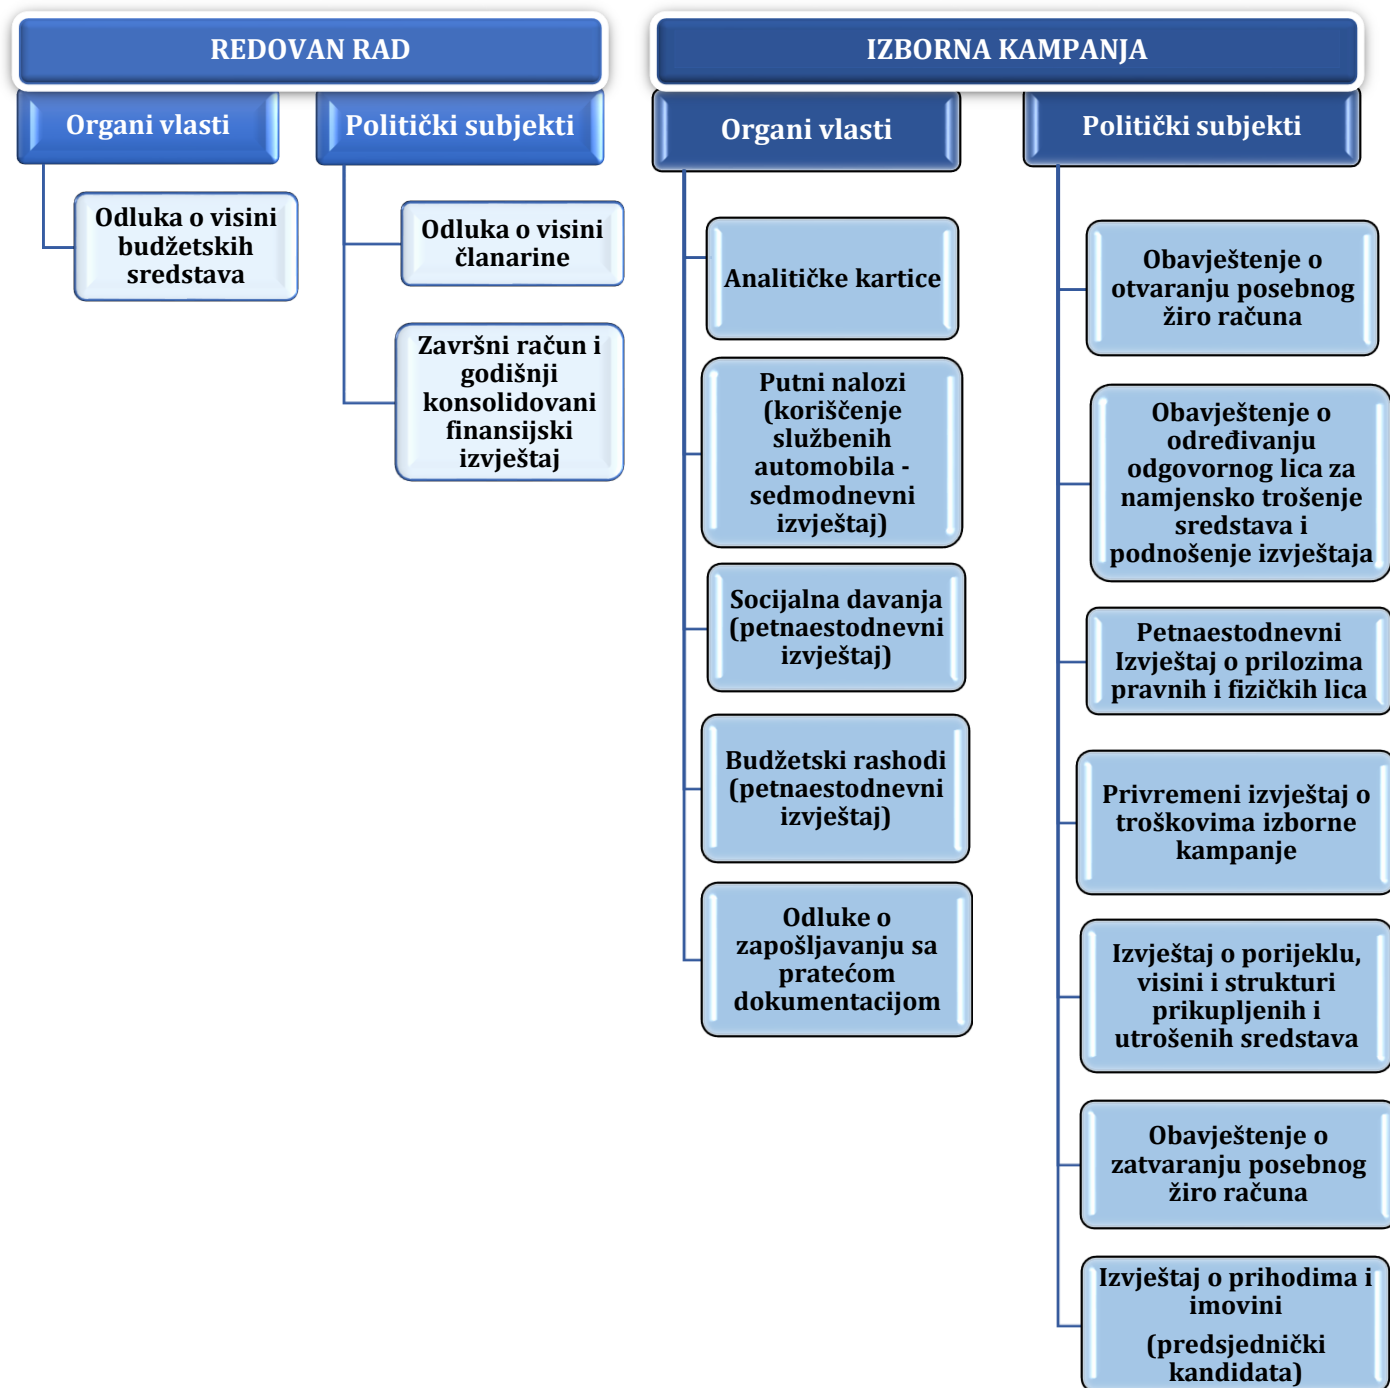 REDOVAN RAD
Organi vlasti
Odluka o visini
budžetskih
sredstava
Politički subjekti
Odluka o visini
članarine
Završni račun i
godišnji
konsolidovani
finansijski
izvještaj
IZBORNA KAMPANJA
Organi vlasti
Analitičke kartice
Putni nalozi
(koriščenje
službenih
automobila -
sedmodnevni
izvještaj)
Socijalna davanja
(petnaestodnevni
izvještaj)
Budžetski rashodi
(petnaestodnevni
izvještaj)
Odluke o
zapošljavanju sa
pratećom
dokumentacijom
Politički subjekti
Obavještenje o
otvaranju posebnog
žiro računa
Obavještenje o
određivanju
odgovornog lica za
namjensko trošenje
sredstava i
podnošenje izvještaja
Petnaestodnevni
Izvještaj o prilozima
pravnih i fizičkih lica
Privremeni izvještaj o
troškovima izborne
kampanje
Izvještaj o porijeklu,
visini i strukturi
prikupljenih i
utrošenih sredstava
Obavještenje o
zatvaranju posebnog
žiro računa
Izvještaj o prihodima i
imovini
(predsjednički
kandidata)